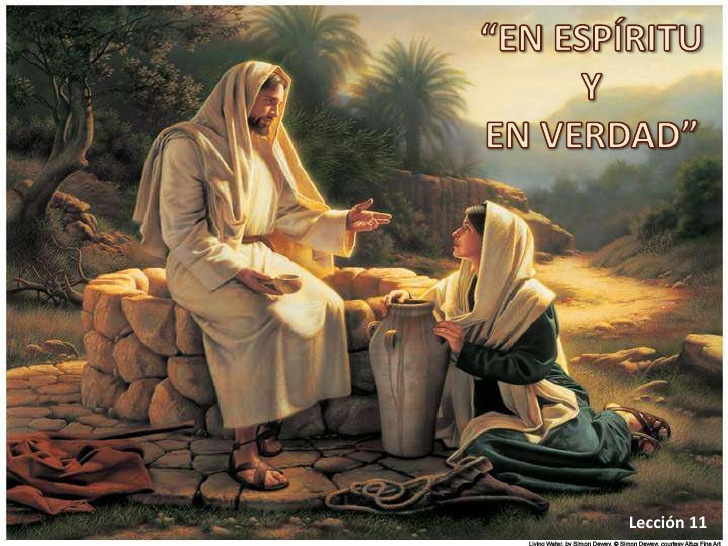 “EN ESPÍRITU
Y
EN VERDAD”
Lección 11
Living Water, by Simon Dewey, © Simon Dewey, courtesy Altus Fine Art